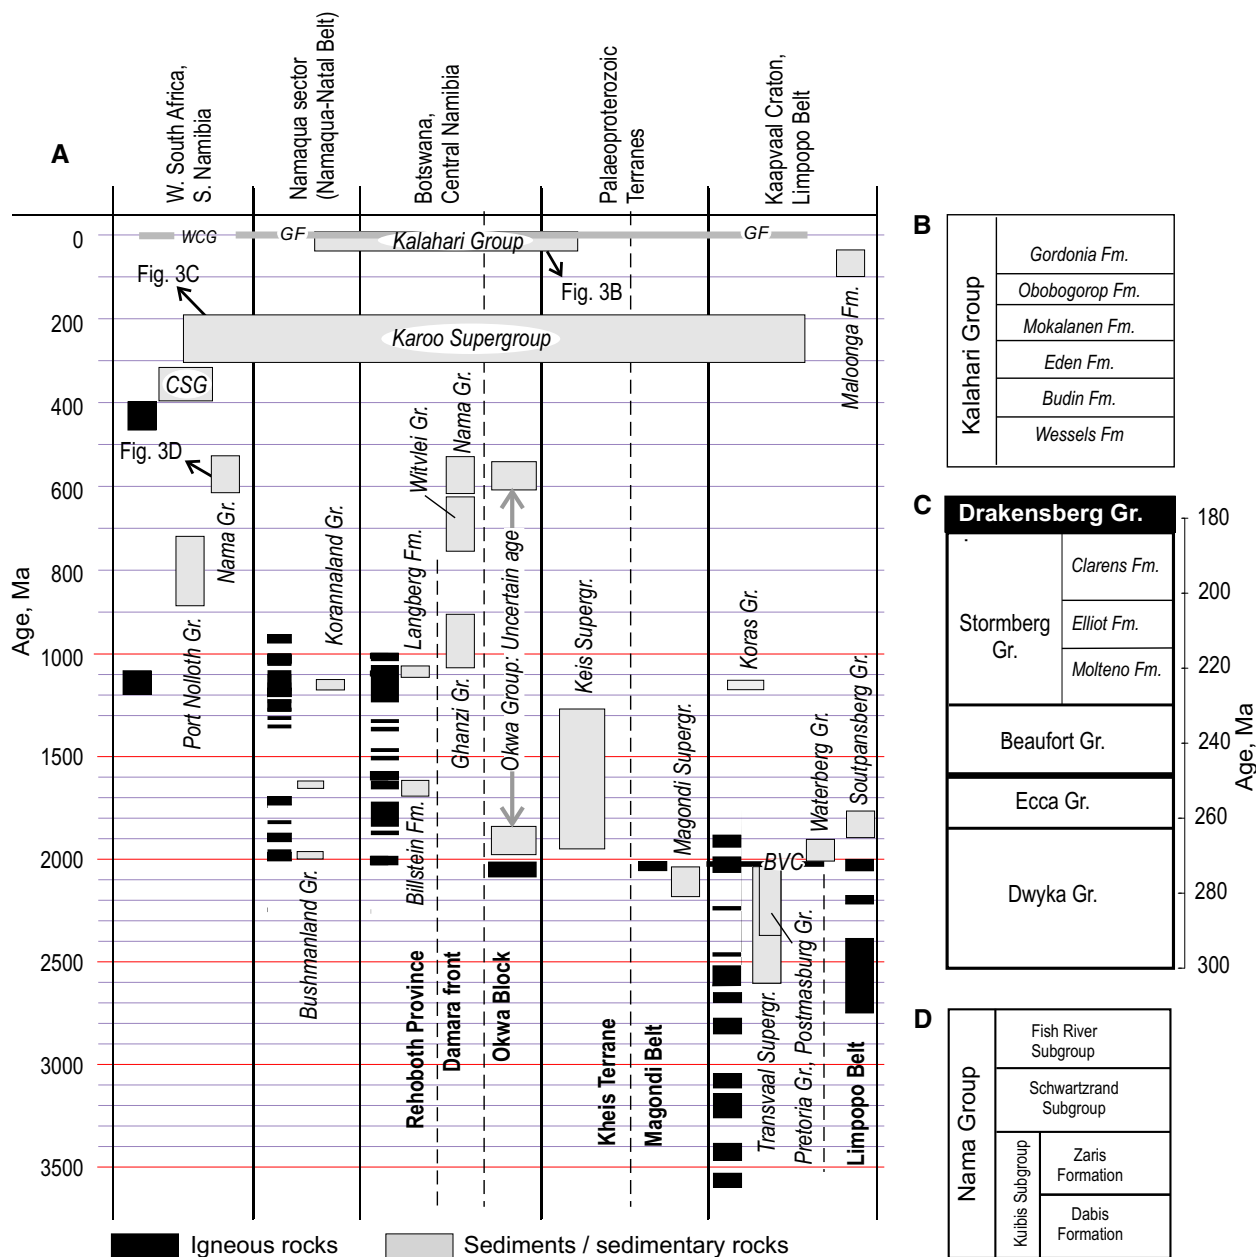 A
W. South Africa,
S. Namibia
Namaqua sector
(Namaqua-Natal Belt)
Botswana,
Central Namibia
Palaeoproterozoic
Terranes
Kaapvaal Craton,
Limpopo Belt
Age, Ma
0
200
400
600
800
1000
1500
2000
2500
3000
3500
WCG
GF
Kalahari Group
GF
Fig. 3C
Fig. 3B
Maloonga Fm.
Karoo Supergroup
CSG
Fig. 3D
Nama Gr.
Port Nolloth Gr.
Korannaland Gr.
Bushmanland Gr.
Witvlei Gr.
Nama Gr.
Langberg Fm.
Ghanzi Gr.
Billstein Fm.
Okwa Group: Uncertain age
Keis Supergr.
Magondi Supergr.
Koras Gr.
Waterberg Gr.
Soutpansberg Gr.
BVC
Transvaal Supergr.
Pretoria Gr., Postmasburg Gr.
Rehoboth Province
Damara front
Okwa Block
Kheis Terrane
Magondi Belt
Limpopo Belt
Igneous rocks
Sediments / sedimentary rocks
B
Kalahari Group
Gordonia Fm.
Obobogorop Fm.
Mokalanen Fm.
Eden Fm.
Budin Fm.
Wessels Fm
C
Drakensberg Gr.
Stormberg
Gr.
Clarens Fm.
Elliot Fm.
Molteno Fm.
Beaufort Gr.
Ecca Gr.
Dwyka Gr.
180
200
220
240
260
280
300
Age, Ma
D
Nama Group
Fish River
Subgroup
Schwartzrand
Subgroup
Kuibis Subgroup
Zaris
Formation
Dabis
Formation